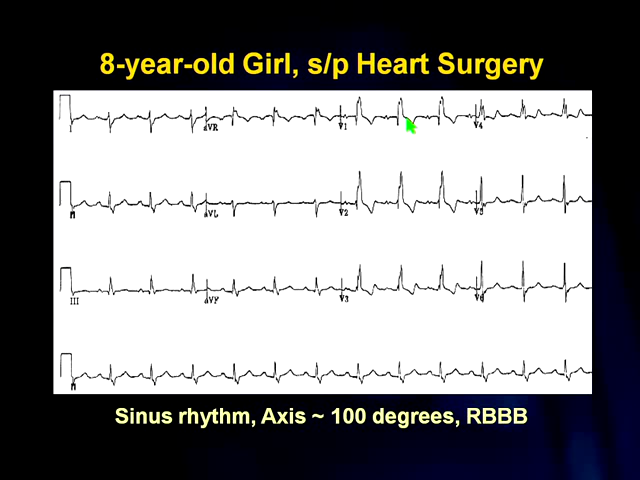 8-year-old Girl, s/p Heart Surgery
I aVR V1 V4
II aVL V2 V5
III aVF V3 V6
II
Sinus rhythm, Axis ~ 100 degrees, RBBB